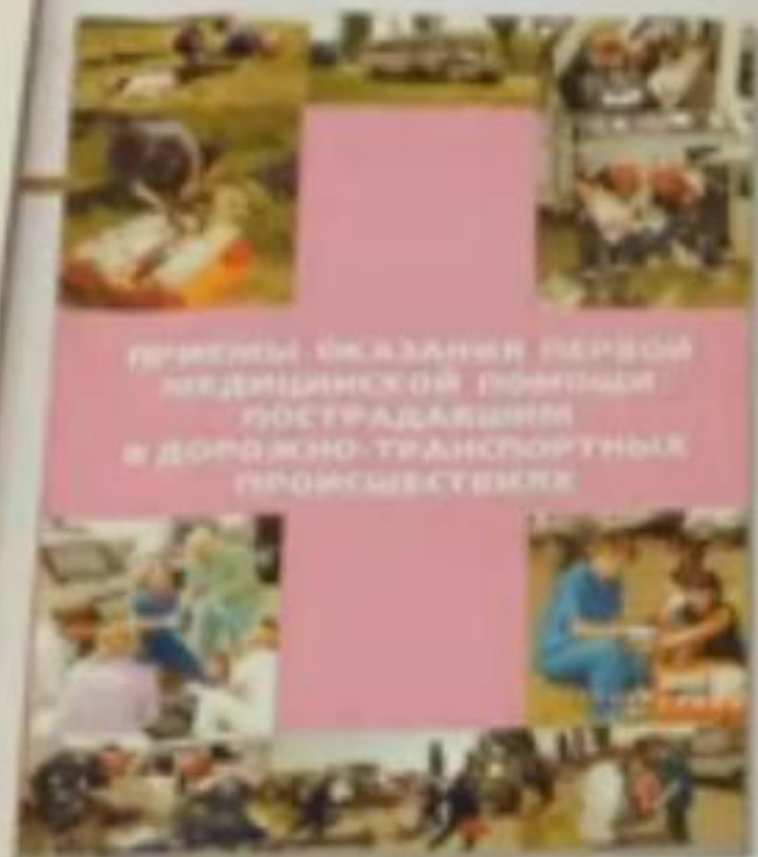 ПРИЕМЫ ОКАЗАНИЯ ПЕРВОЙ
МЕДИЦИНСКОЙ ПОМОЩИ
ПОСТРАДАВШИМ
В ДОРОЖНО-ТРАНСПОРТНЫХ
ПРОИСШЕСТВИЯХ